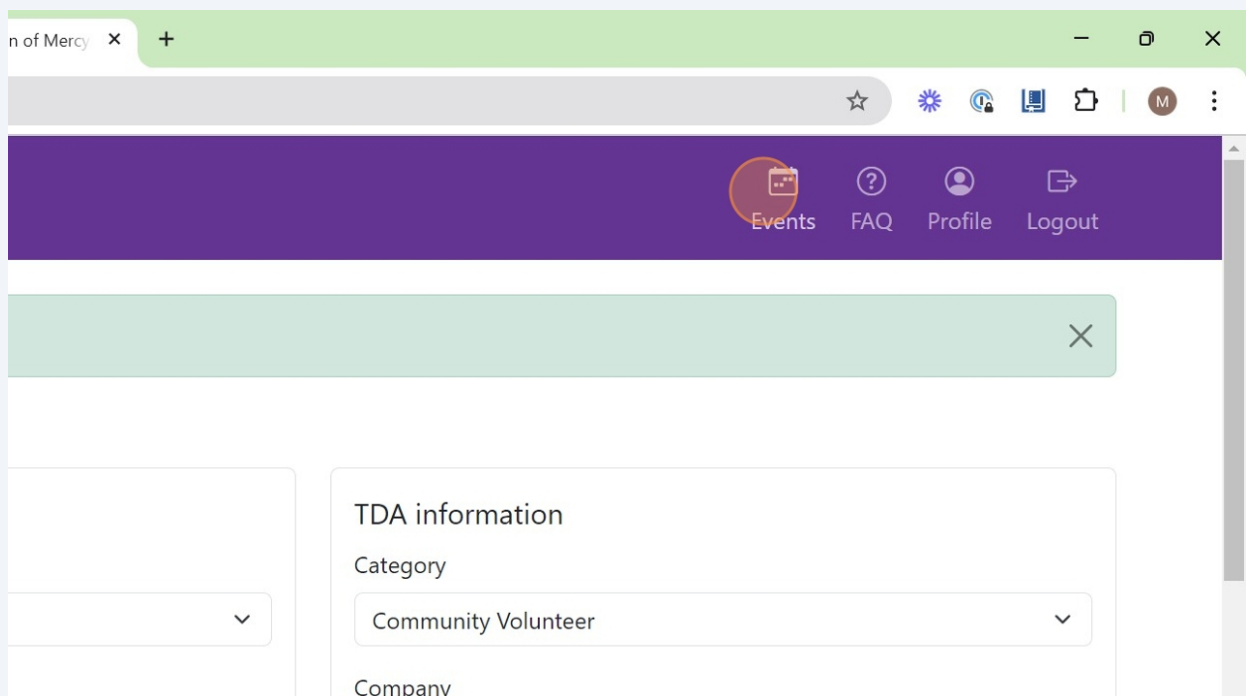 n of Mercy
M
Events FAQ Profile Logout
TDA information
Category
Community Volunteer
Company